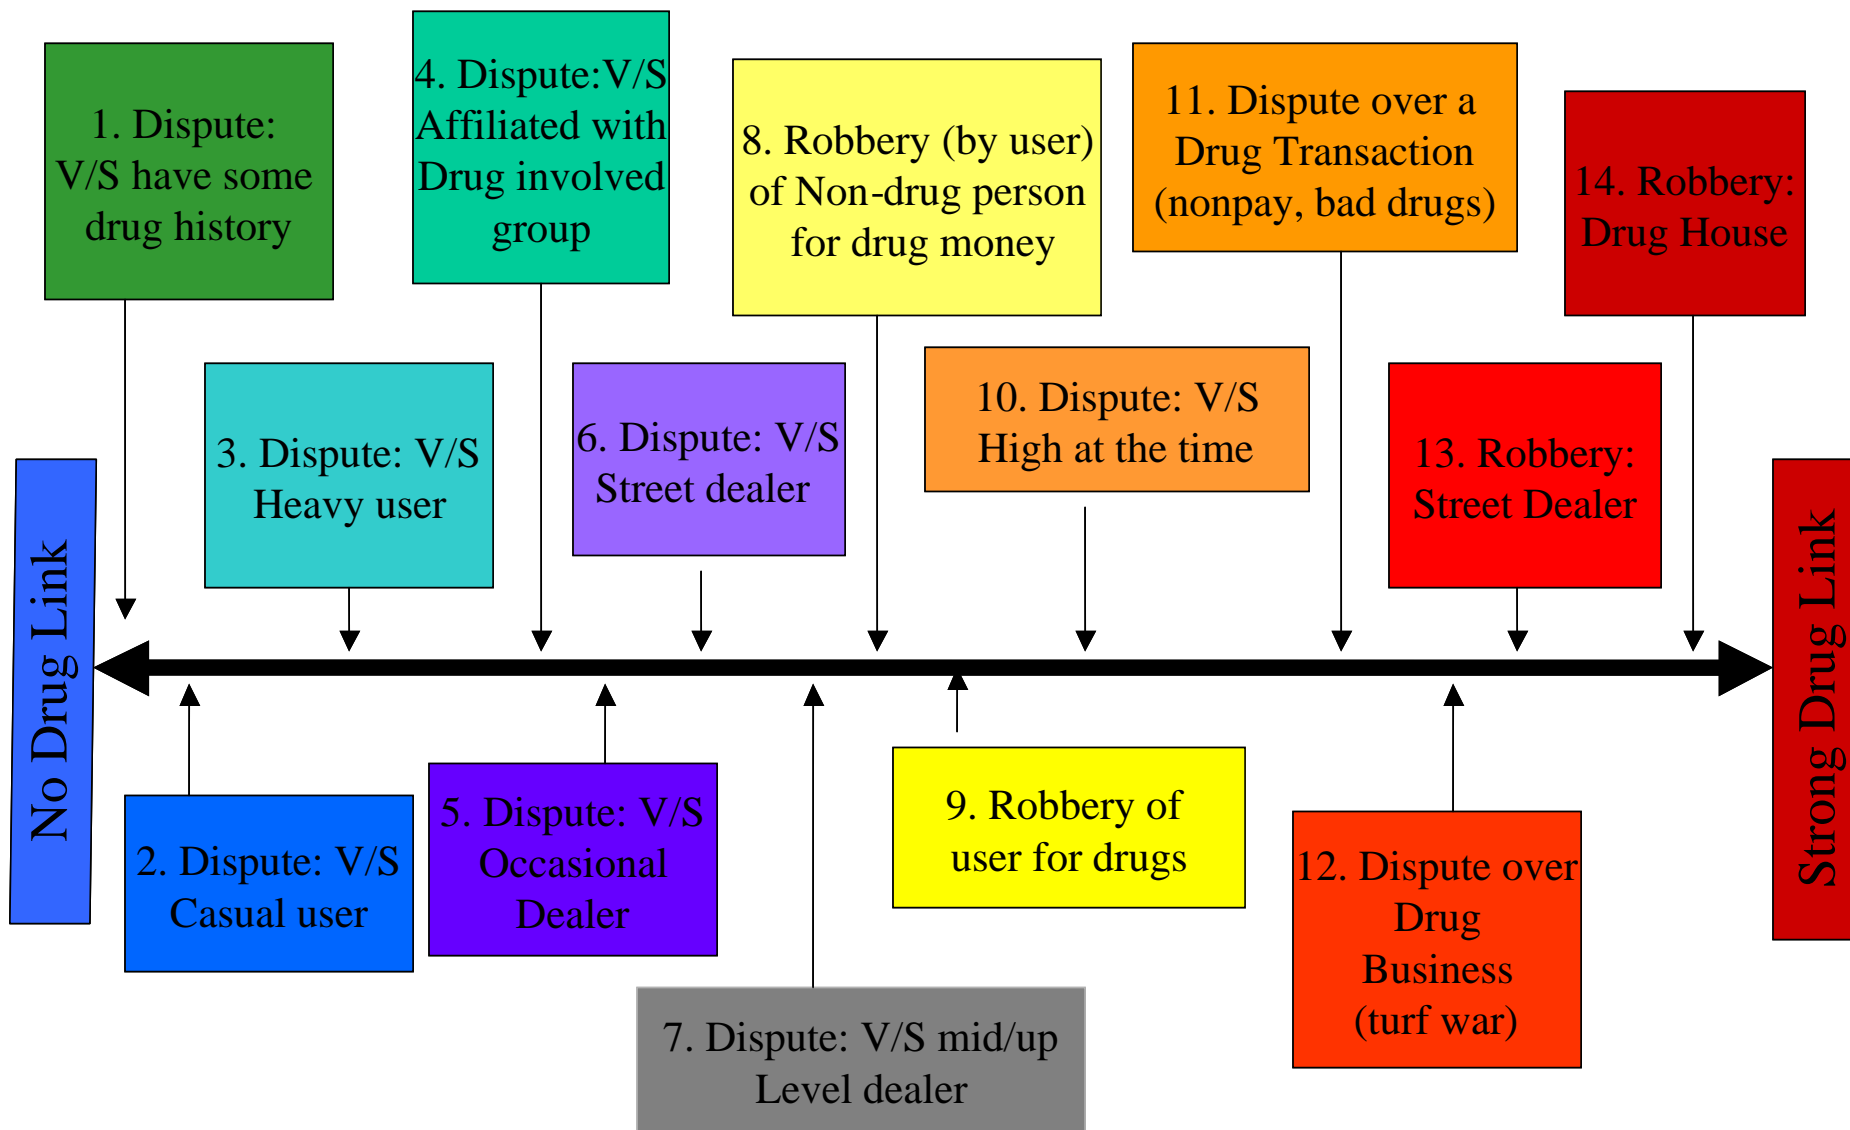 1. Dispute:
V/S have some
drug history
4. Dispute:V/S
Affiliated with
Drug involved
group
8. Robbery (by user)
of Non-drug person
for drug money
11. Dispute over a
Drug Transaction
(nonpay, bad drugs)
14. Robbery:
Drug House
3. Dispute: V/S
Heavy user
6. Dispute: V/S
Street dealer
10. Dispute: V/S
High at the time
13. Robbery:
Street Dealer
No Drug Link
Strong Drug Link
2. Dispute: V/S
Casual user
5. Dispute: V/S
Occasional
Dealer
9. Robbery of
user for drugs
12. Dispute over
Drug
Business
(turf war)
7. Dispute: V/S mid/up
Level dealer